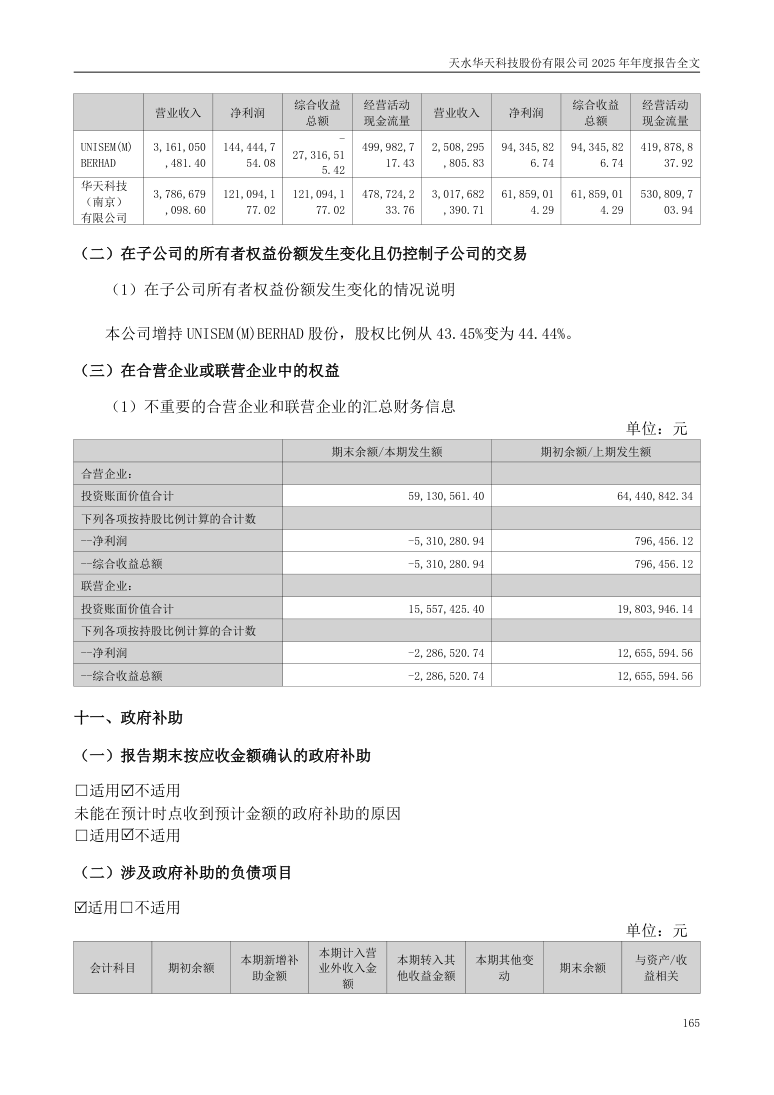 天水华天科技股份有限公司 2025 年年度报告全文
营业收入 净利润 综合收益总额 经营活动现金流量 营业收入 净利润 综合收益总额 经营活动现金流量
UNISEM(M)BERHAD 3,161,050,481.40 144,444,754.08 -27,316,515.42 499,982,717.43 2,508,295,805.83 94,345,826.74 94,345,826.74 419,878,837.92
华天科技（南京）有限公司 3,786,679,098.60 121,094,177.02 121,094,177.02 478,724,233.76 3,017,682,390.71 61,859,014.29 61,859,014.29 530,809,703.94
（二）在子公司的所有者权益份额发生变化且仍控制子公司的交易
（1）在子公司所有者权益份额发生变化的情况说明
本公司增持 UNISEM(M)BERHAD 股份，股权比例从 43.45%变为 44.44%。
（三）在合营企业或联营企业中的权益
（1）不重要的合营企业和联营企业的汇总财务信息
单位：元
期末余额/本期发生额 期初余额/上期发生额
合营企业：
投资账面价值合计 59,130,561.40 64,440,842.34
下列各项按持股比例计算的合计数
--净利润 -5,310,280.94 796,456.12
--综合收益总额 -5,310,280.94 796,456.12
联营企业：
投资账面价值合计 15,557,425.40 19,803,946.14
下列各项按持股比例计算的合计数
--净利润 -2,286,520.74 12,655,594.56
--综合收益总额 -2,286,520.74 12,655,594.56
十一、政府补助
（一）报告期末按应收金额确认的政府补助
□适用☑不适用
未能在预计时点收到预计金额的政府补助的原因
□适用☑不适用
（二）涉及政府补助的负债项目
☑适用□不适用
单位：元
会计科目 期初余额 本期新增补助金额 本期计入营业外收入金额 本期转入其他收益金额 本期其他变动 期末余额 与资产/收益相关
165